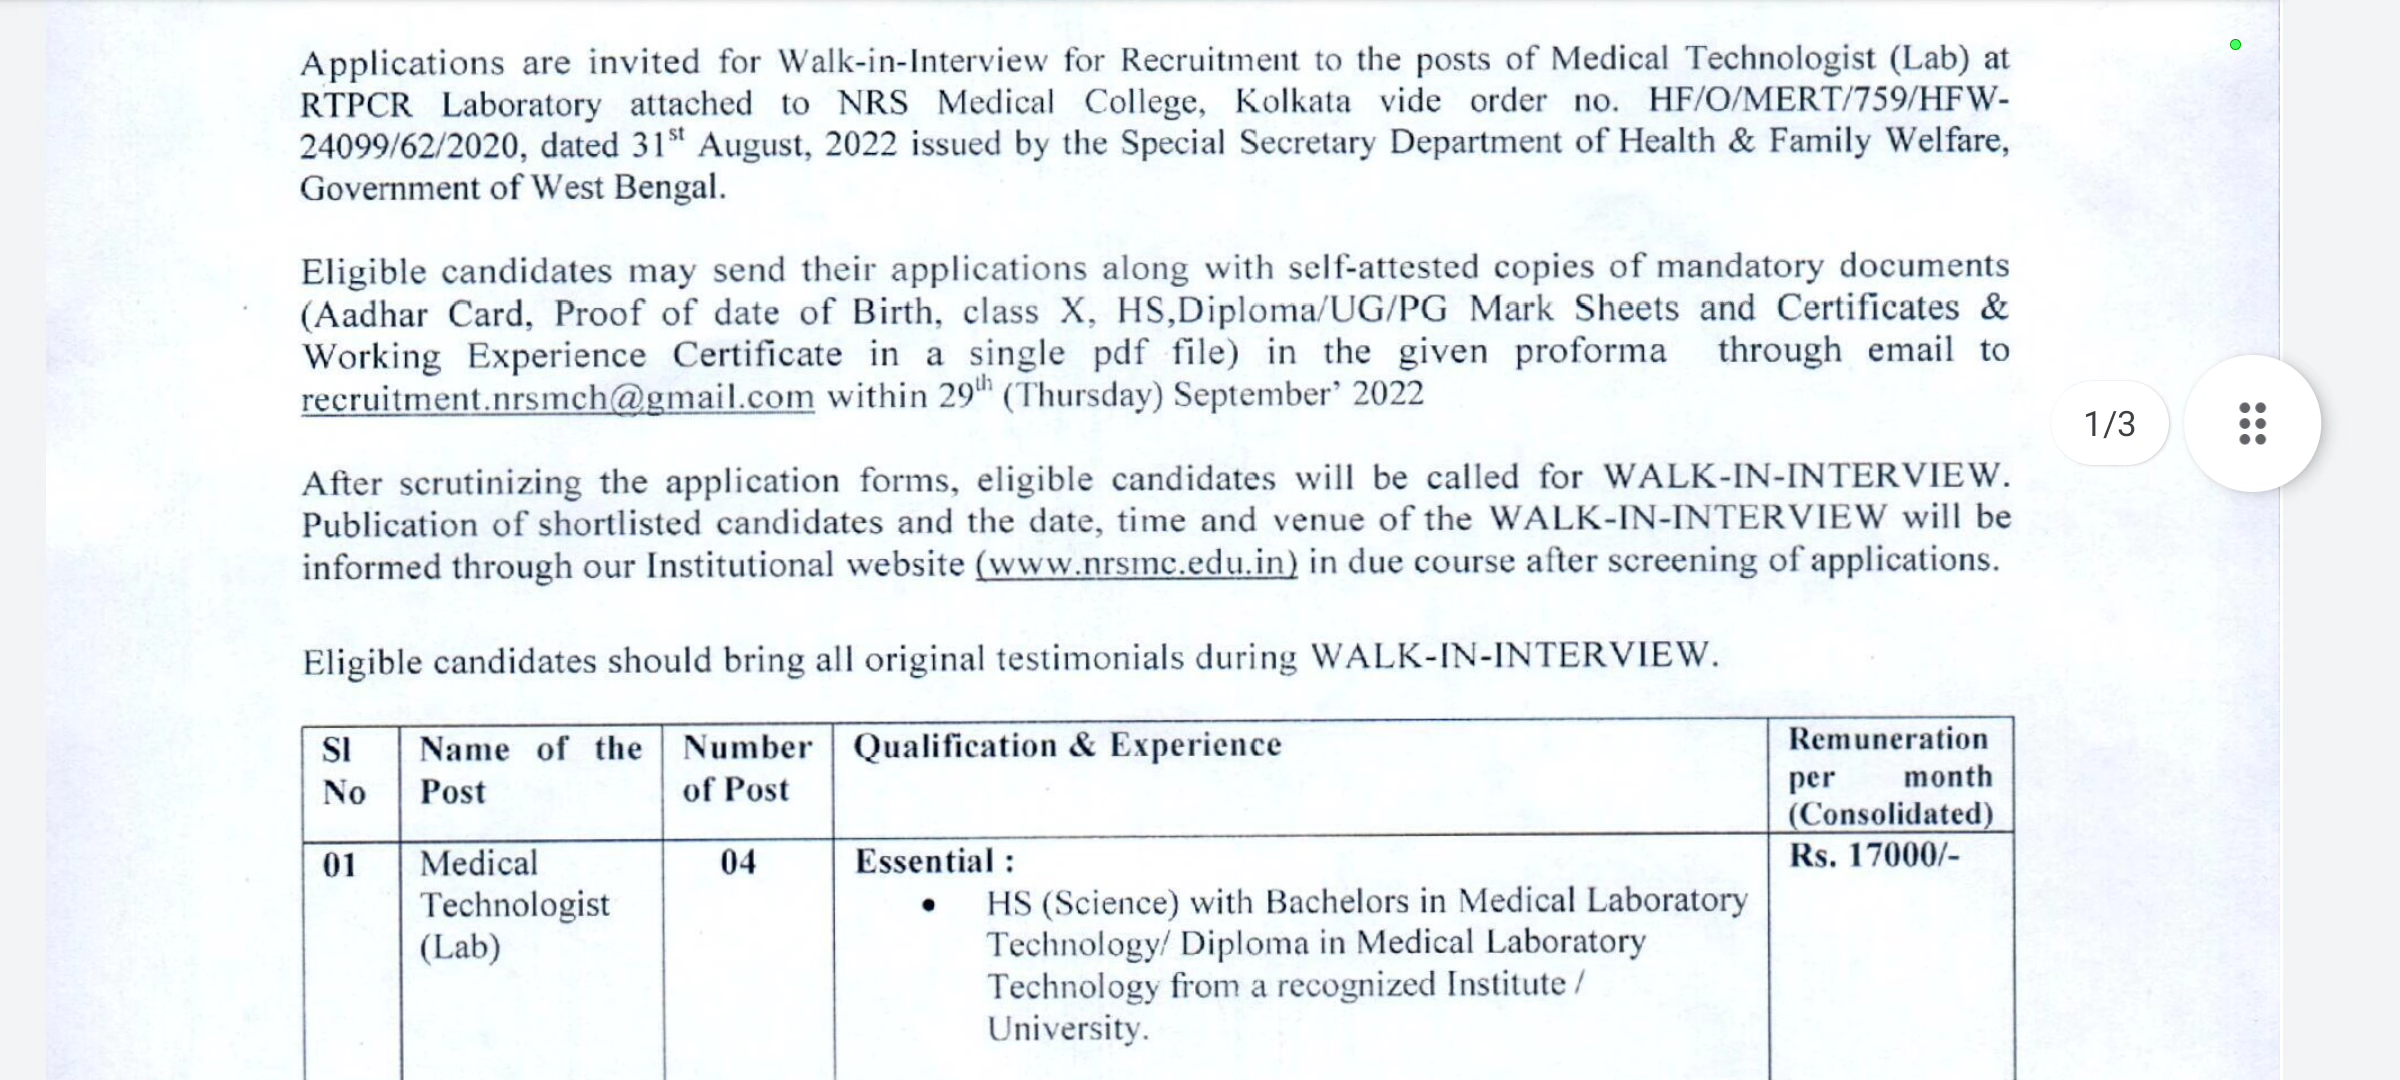 Applications are invited for Walk-in-Interview for Recruitment to the posts of Medical Technologist (Lab) at
RTPCR Laboratory attached to NRS Medical College, Kolkata vide order no. HF/O/MERT/759/HFW-
24099/62/2020, dated 31st August, 2022 issued by the Special Secretary Department of Health & Family Welfare,
Government of West Bengal.
Eligible candidates may send their applications along with self-attested copies of mandatory documents
(Aadhar Card, Proof of date of Birth, class X, HS,Diploma/UG/PG Mark Sheets and Certificates &
Working Experience Certificate in a single pdf file) in the given proforma through email to
recruitment.nrsmch@gmail.com within 29th (Thursday) September' 2022
1/3
After scrutinizing the application forms, eligible candidates will be called for WALK-IN-INTERVIEW.
Publication of shortlisted candidates and the date, time and venue of the WALK-IN-INTERVIEW will be
informed through our Institutional website (www.nrsmc.edu.in) in due course after screening of applications.
Eligible candidates should bring all original testimonials during WALK-IN-INTERVIEW.
Sl
No
Name of the
Post
Number
of Post
Qualification & Experience
Remuneration
per month
(Consolidated)
01
Medical
Technologist
(Lab)
04
Essential :
• HS (Science) with Bachelors in Medical Laboratory
Technology/ Diploma in Medical Laboratory
Technology from a recognized Institute /
University.
Rs. 17000/-